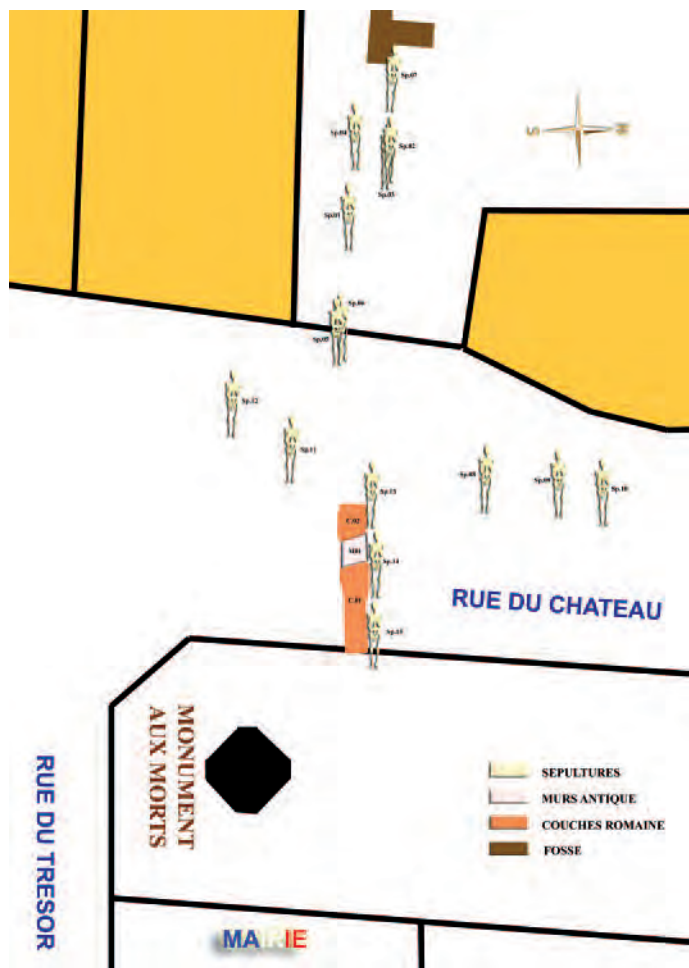 Sp.07
Sp.04
Sp.02
Sp.03
Sp.01
S
N
Sp.06
Sp.05
Sp.12
Sp.11
Sp.08
Sp.09
Sp.10
Sp.13
C.02
M.01
Sp.14
C.01
Sp.15
RUE DU CHATEAU
MONUMENT
AUX MORTS
RUE DU TRESOR
SEPULTURES
MURS ANTIQUE
COUCHES ROMAINE
FOSSE
MAIRIE